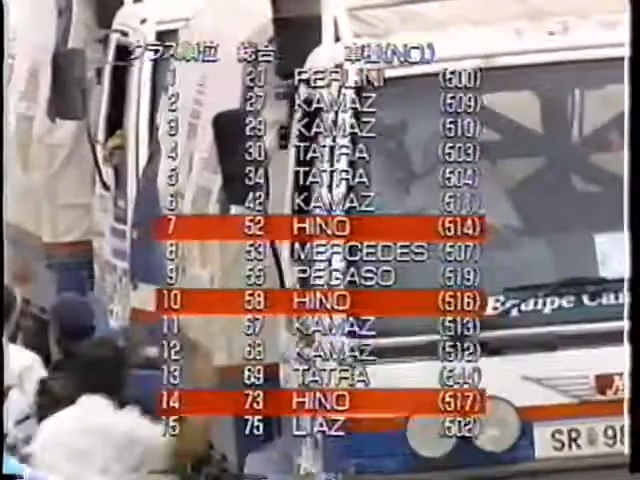 クラス順位 総合 車名(NO.)
1 20 PERLINI (500)
2 27 KAMAZ (509)
3 29 KAMAZ (510)
4 30 TATRA (503)
5 34 TATRA (504)
6 42 KAMAZ
7 52 HINO (514)
8 53 MERCEDES (507)
9 55 PEGASO (519)
10 58 HINO (516)
11 67 KAMAZ (513)
12 68 KAMAZ (512)
13 69 TATRA (544)
14 73 HINO (517)
15 75 LIAZ (502)
Equipe
SR 98